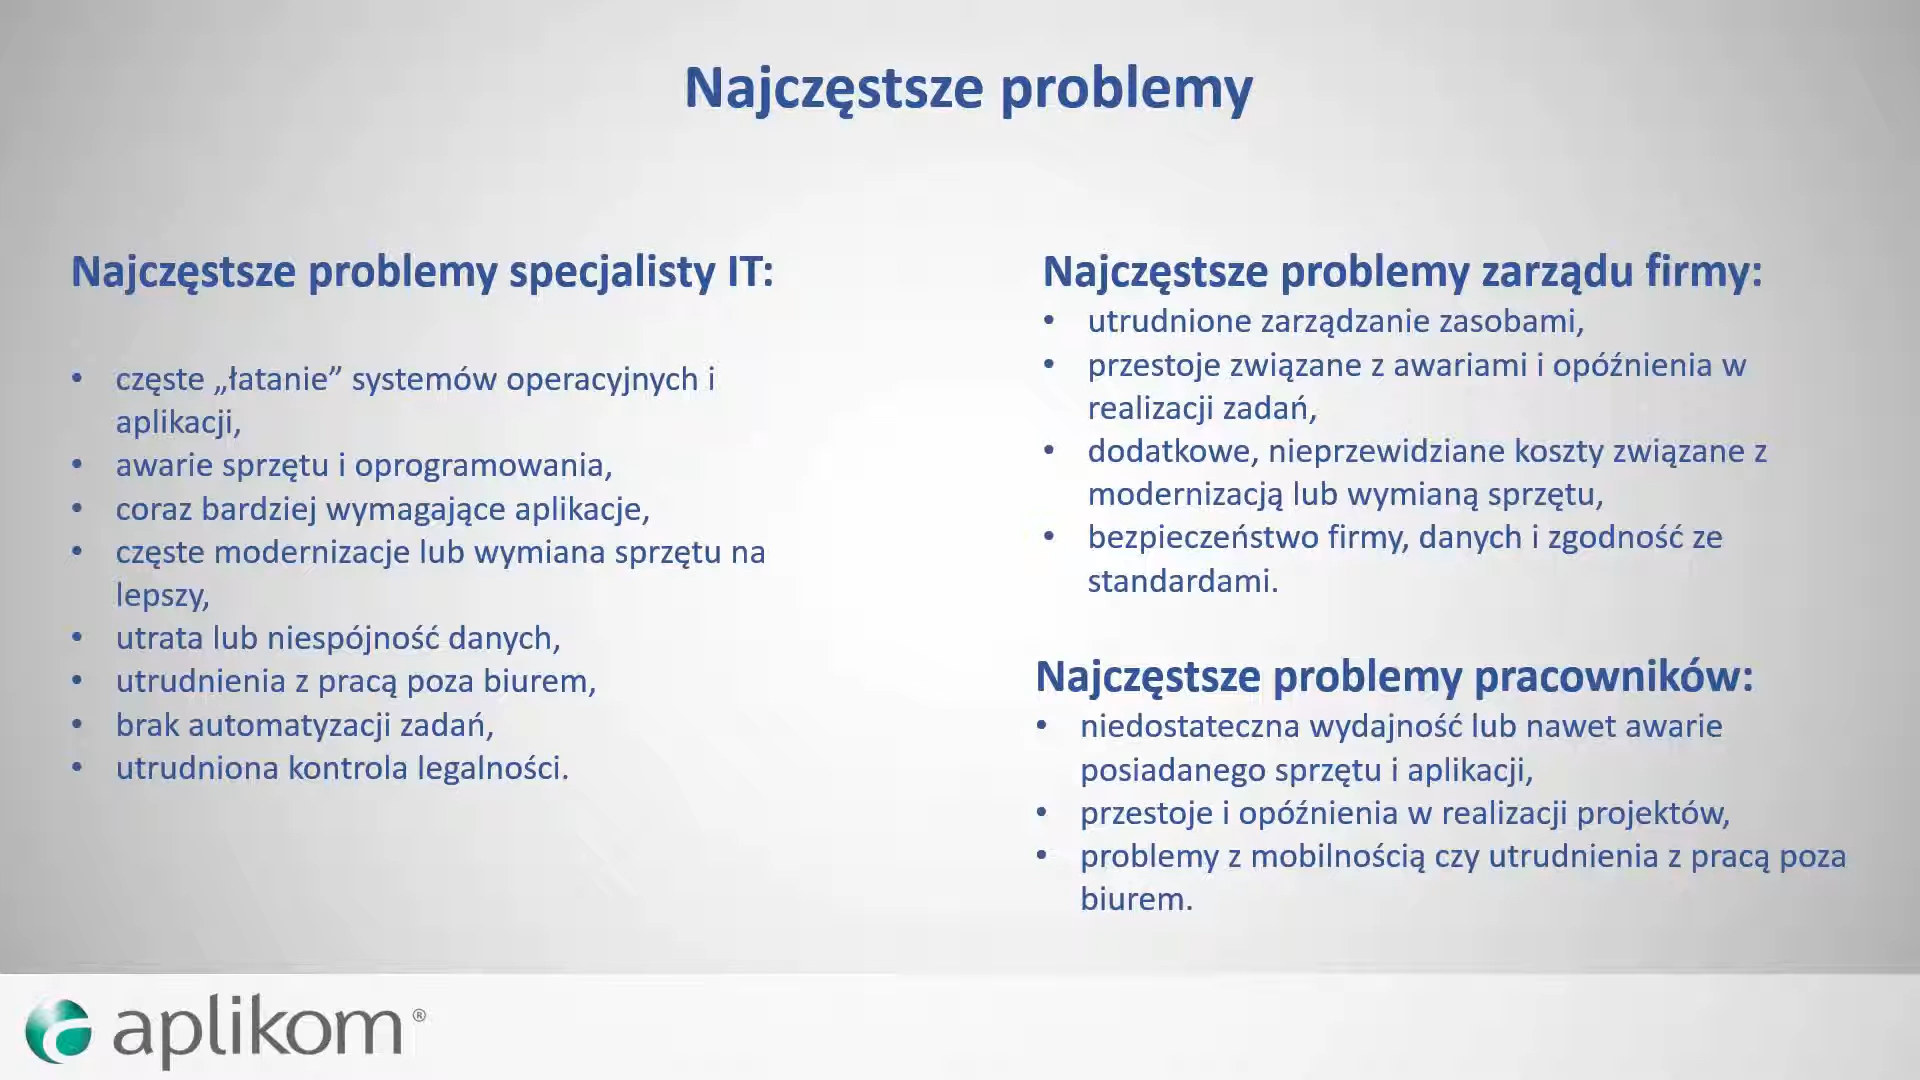 Najczęstsze problemy
Najczęstsze problemy specjalisty IT:
• częste „łatanie” systemów operacyjnych i
aplikacji,
• awarie sprzętu i oprogramowania,
• coraz bardziej wymagające aplikacje,
• częste modernizacje lub wymiana sprzętu na
lepszy,
• utrata lub niespójność danych,
• utrudnienia z pracą poza biurem,
• brak automatyzacji zadań,
• utrudniona kontrola legalności.
Najczęstsze problemy zarządu firmy:
• utrudnione zarządzanie zasobami,
• przestoje związane z awariami i opóźnienia w
realizacji zadań,
• dodatkowe, nieprzewidziane koszty związane z
modernizacją lub wymianą sprzętu,
• bezpieczeństwo firmy, danych i zgodność ze
standardami.
Najczęstsze problemy pracowników:
• niedostateczna wydajność lub nawet awarie
posiadanego sprzętu i aplikacji,
• przestoje i opóźnienia w realizacji projektów,
• problemy z mobilnością czy utrudnienia z pracą poza
biurem.
aplikom®